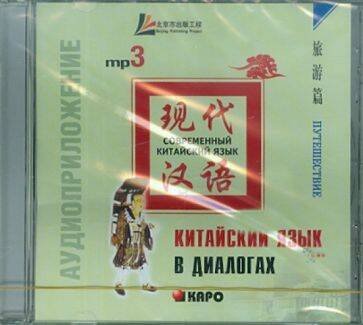 北京市出版工程
Beijing Publishing Project
mp3
旅游篇
ПУТЕШЕСТВИЕ
АУДИОПРИЛОЖЕНИЕ
现代
СОВРЕМЕННЫЙ
КИТАЙСКИЙ ЯЗЫК
汉语
КИТАЙСКИЙ ЯЗЫК
В ДИАЛОГАХ
КАРО